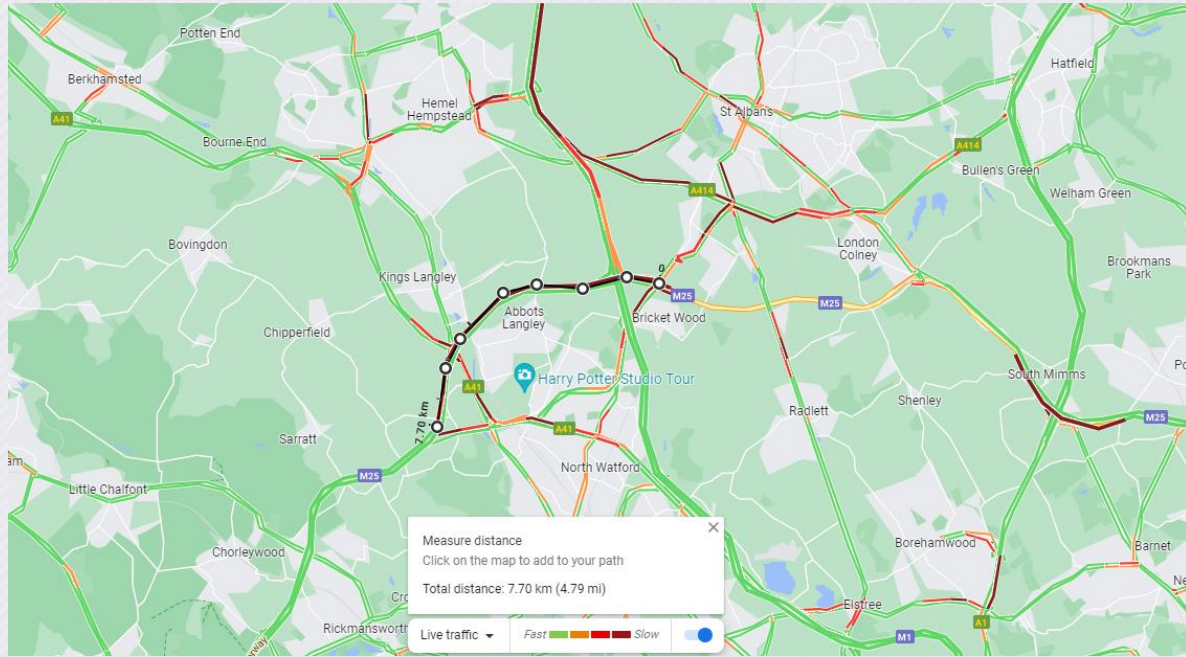 Potten End
Berkhamsted
Hatfield
Hemel
Hempstead
St Albans
A41
Bourne End
A414
Bullen's Green
A414
Welham Green
Bovingdon
London
Colney
Brookmans
Park
Kings Langley
0
M25
M25
Abbots
Langley
Bricket Wood
Chipperfield
Harry Potter Studio Tour
South Mimms
A41
Shenley
Radlett
7.70 km
M25
Sarratt
A41
North Watford
M25
Little Chalfont
Measure distance
Click on the map to add to your path
Total distance: 7.70 km (4.79 mi)
Chorleywood
Borehamwood
Barnet
Elstree
A1
Rickmansworth
Live traffic
Fast
Slow
M1